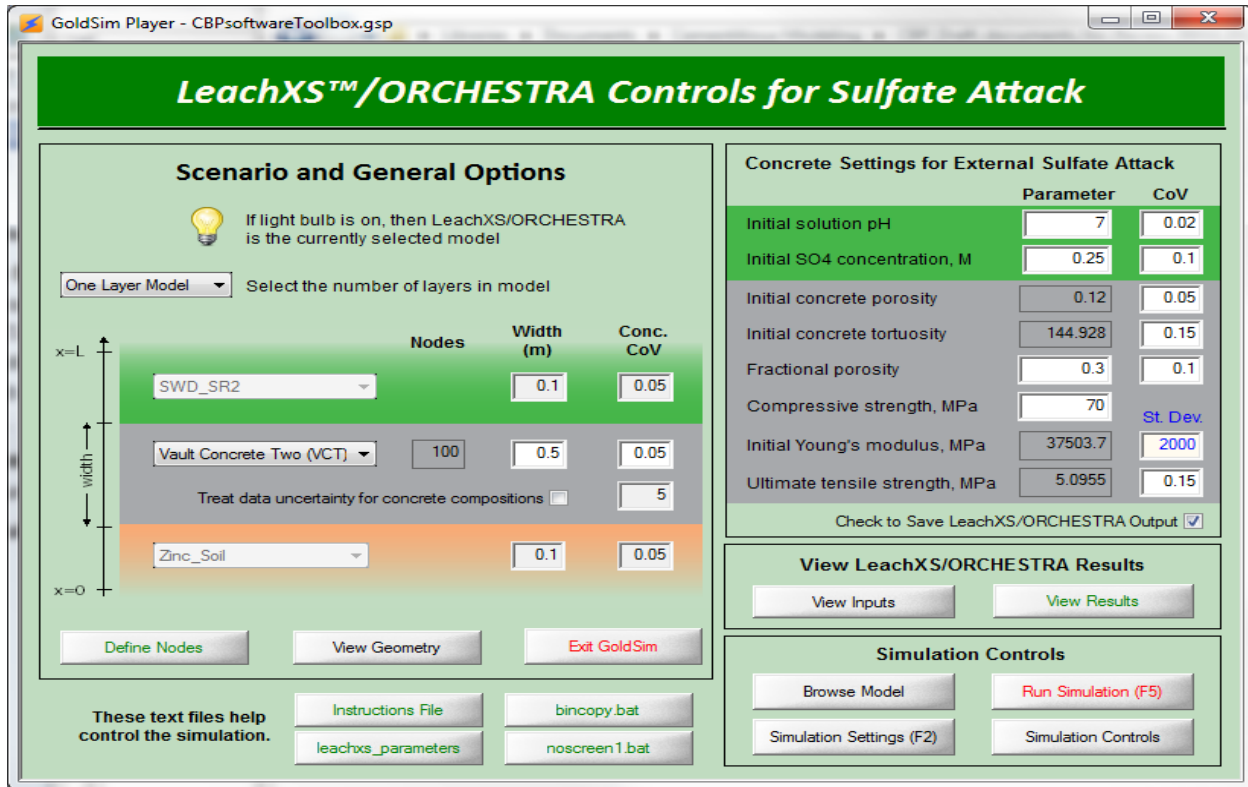 GoldSim Player - CBPsoftwareToolbox.gsp
LeachXS™/ORCHESTRA Controls for Sulfate Attack
Scenario and General Options
If light bulb is on, then LeachXS/ORCHESTRA
is the currently selected model
One Layer Model
Select the number of layers in model
Nodes
Width
(m)
Conc.
CoV
x=L
SWD_SR2
0.1
0.05
width
Vault Concrete Two (VCT)
100
0.5
0.05
Treat data uncertainty for concrete compositions
5
Zinc_Soil
0.1
0.05
x=0
Define Nodes
View Geometry
Exit GoldSim
These text files help
control the simulation.
Instructions File
bincopy.bat
leachxs_parameters
noscreen1.bat
Concrete Settings for External Sulfate Attack
Parameter CoV
Initial solution pH 7 0.02
Initial SO4 concentration, M 0.25 0.1
Initial concrete porosity 0.12 0.05
Initial concrete tortuosity 144.928 0.15
Fractional porosity 0.3 0.1
Compressive strength, MPa 70
St. Dev.
Initial Young's modulus, MPa 37503.7 2000
Ultimate tensile strength, MPa 5.0955 0.15
Check to Save LeachXS/ORCHESTRA Output
View LeachXS/ORCHESTRA Results
View Inputs
View Results
Simulation Controls
Browse Model
Run Simulation (F5)
Simulation Settings (F2)
Simulation Controls